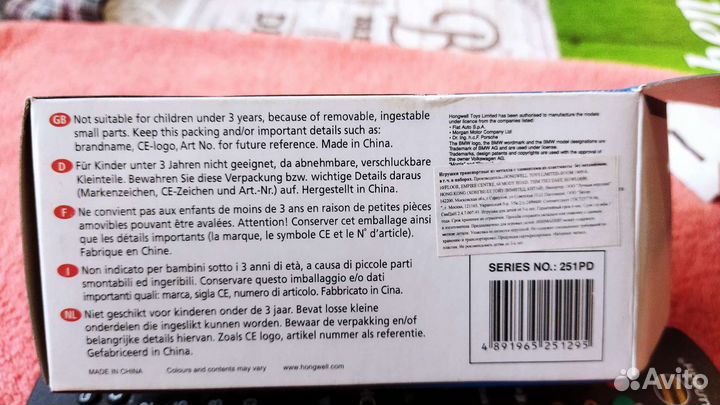 GB Not suitable for children under 3 years, because of removable, ingestable
small parts. Keep this packing and/or important details such as:
brandname, CE-logo, Art No. for future reference. Made in China.
D Für Kinder unter 3 Jahren nicht geeignet, da abnehmbare, verschluckbare
Kleinteile. Bewahren Sie diese Verpackung bzw. wichtige Details daraus
(Markenzeichen, CE-Zeichen und Art.-Nr.) auf. Hergestellt in China.
F Ne convient pas aux enfants de moins de 3 ans en raison de petites pièces
amovibles pouvant être avalées. Attention! Conserver cet emballage ainsi
que les détails importants (la marque, le symbole CE et le N° d'article).
Fabriquée en Chine.
I Non indicato per bambini sotto i 3 anni di età, a causa di piccole parti
smontabili ed ingeribili. Conservare questo imballaggio e/o dati
importanti quali: marca, sigla CE, numero di articolo. Fabbricato in Cina.
NL Niet geschikt voor kinderen onder de 3 jaar. Bevat losse kleine
onderdelen die ingeslikt kunnen worden. Bewaar de verpakking en/of
belangrijke details hiervan. Zoals CE logo, artikel nummer als referentie.
Gefabriceerd in China.
MADE IN CHINA Colours and contents may vary www.hongwell.com
Hongwell Toys Limited has been authorised to manufacture the models
under licence from the companies listed:
- Fiat Auto S.p.A.
- Morgan Motor Company Ltd
- Dr. Ing. h.c.F. Porsche
The BMW logo, the BMW wordmark and the BMW model designations are
Trademark of BMW AG and are used under license.
Trademarks, design patents and copyrights are used with the approval of
the owner Volkswagen AG.
SERIES NO.: 251PD
4 891965 251295
Avito